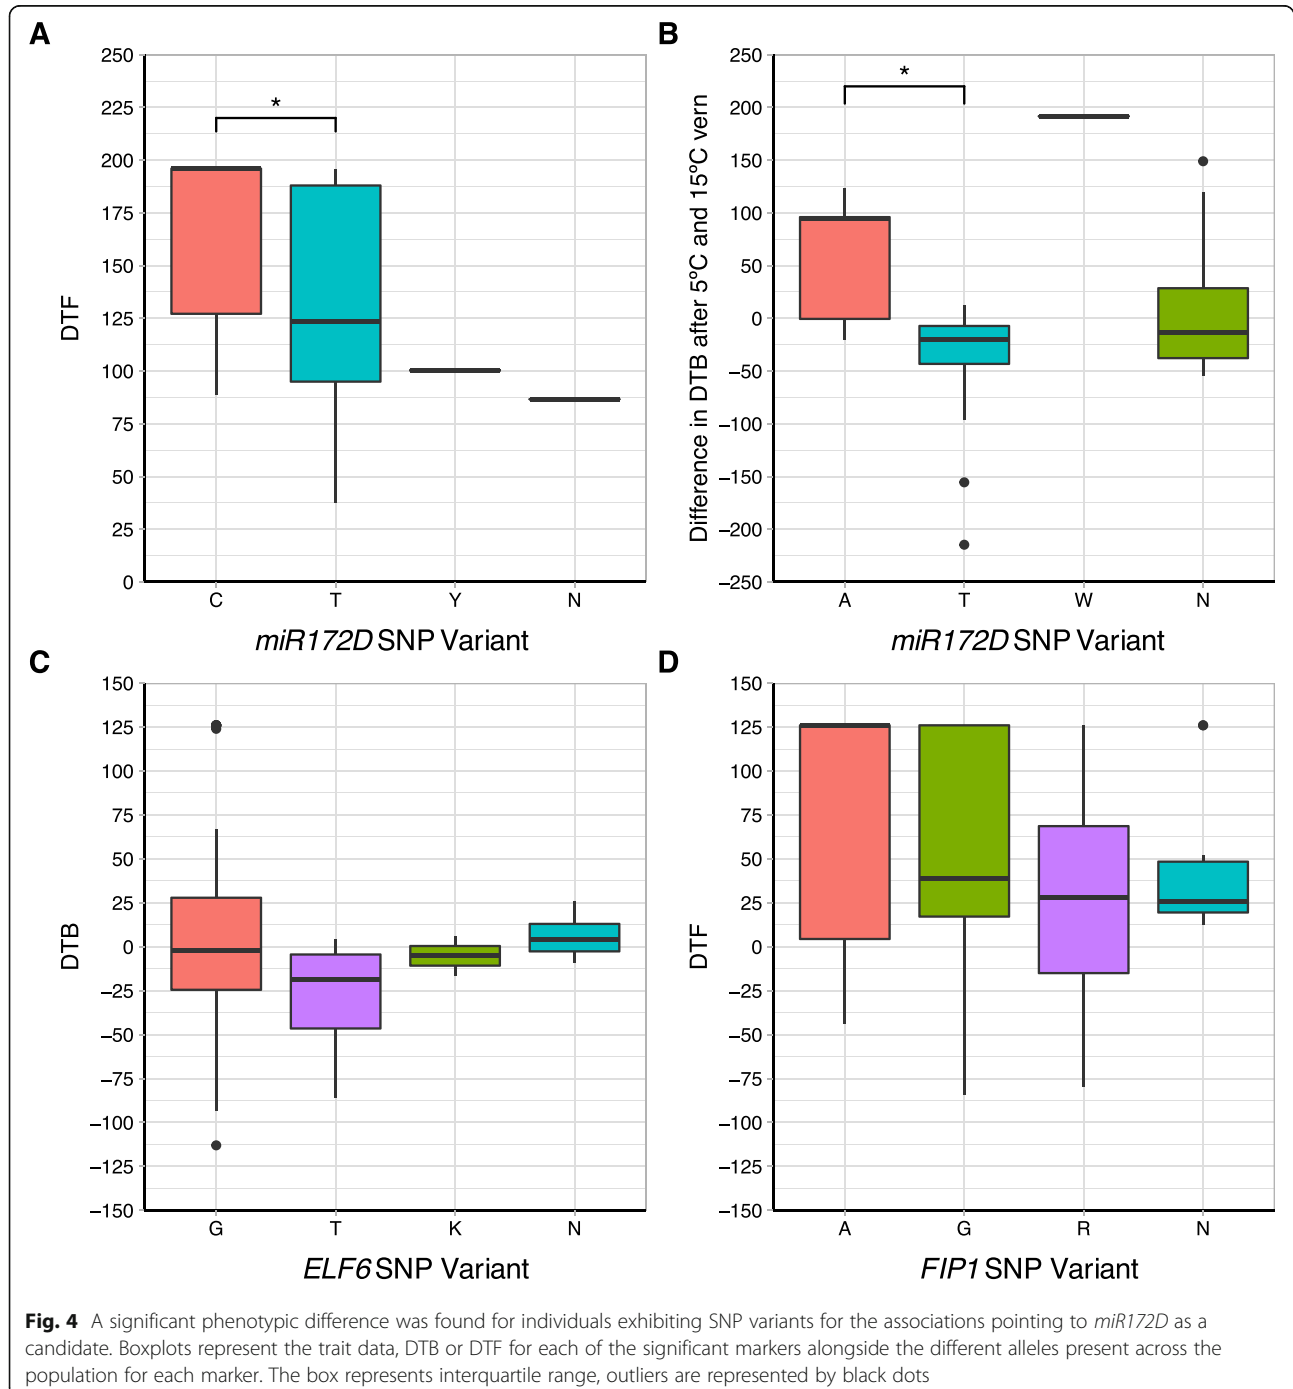 A
250
225
200
175
150
125
100
75
50
25
0
DTF
*
C T Y N
miR172D SNP Variant
B
250
200
150
100
50
0
−50
−100
−150
−200
−250
Difference in DTB after 5ºC and 15ºC vern
*
A T W N
miR172D SNP Variant
C
150
125
100
75
50
25
0
−25
−50
−75
−100
−125
−150
DTB
G T K N
ELF6 SNP Variant
D
150
125
100
75
50
25
0
−25
−50
−75
−100
−125
−150
DTF
A G R N
FIP1 SNP Variant
Fig. 4 A significant phenotypic difference was found for individuals exhibiting SNP variants for the associations pointing to miR172D as a
candidate. Boxplots represent the trait data, DTB or DTF for each of the significant markers alongside the different alleles present across the
population for each marker. The box represents interquartile range, outliers are represented by black dots